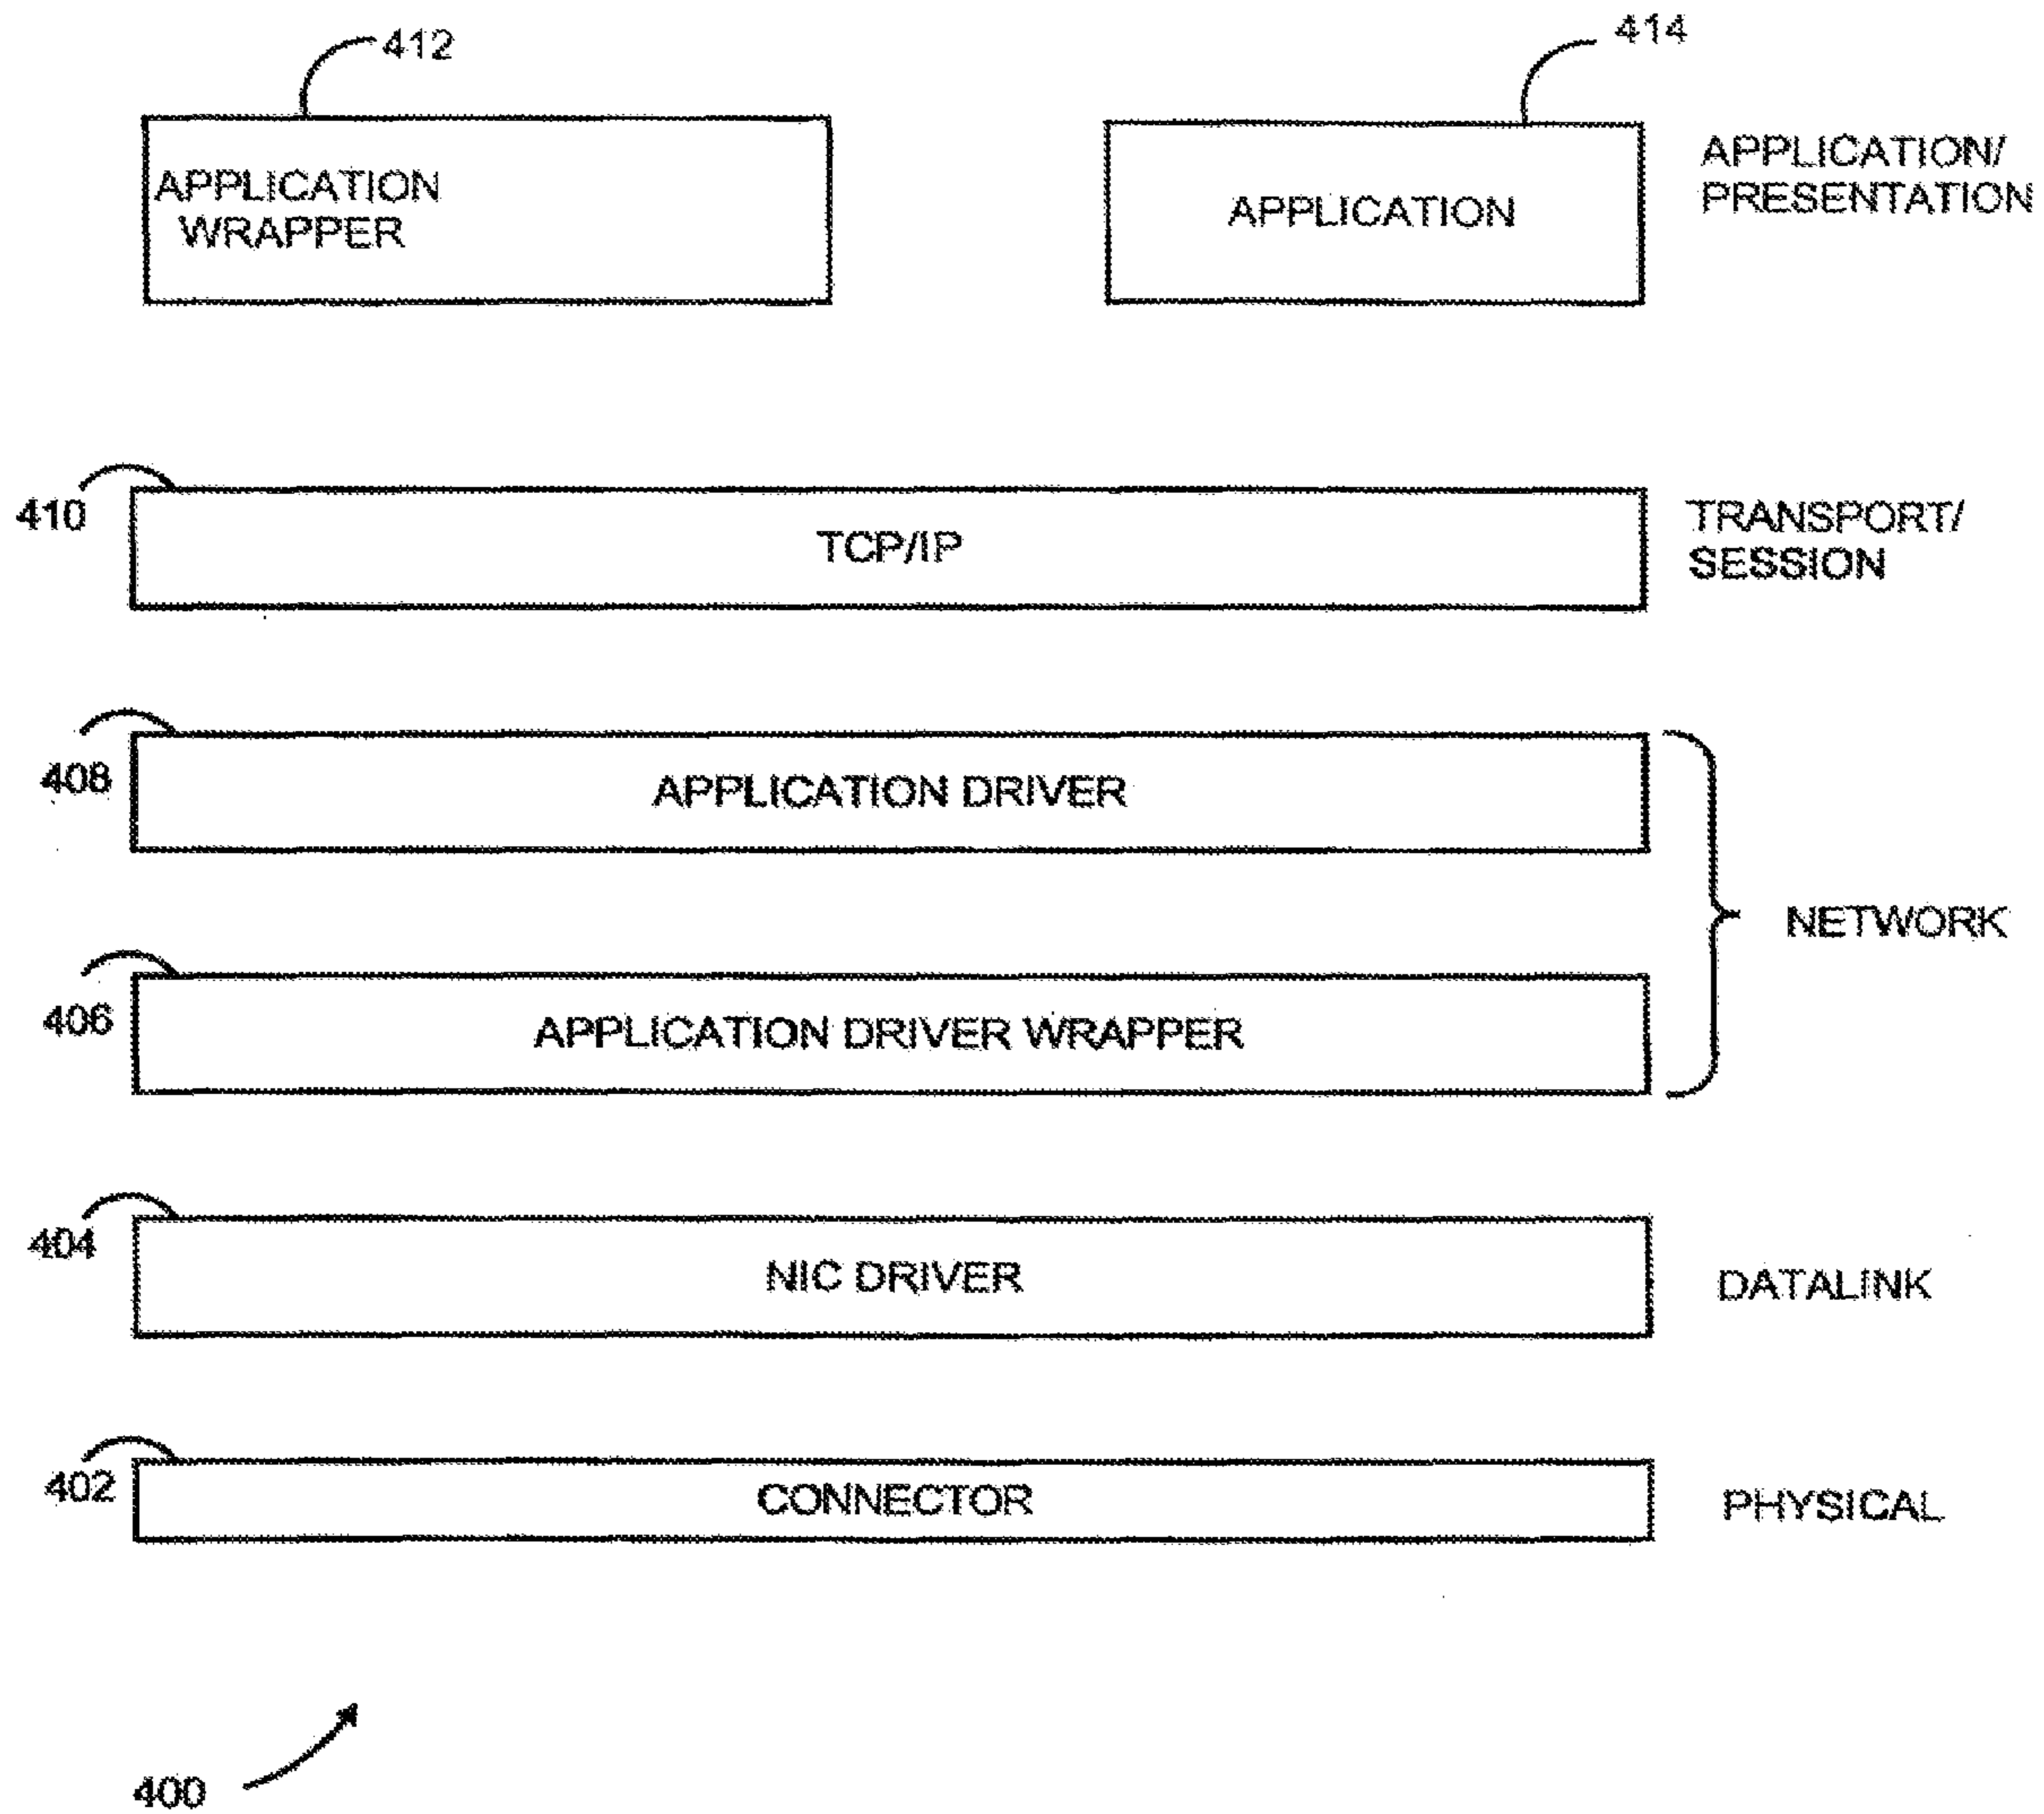 412
414
APPLICATION
WRAPPER
APPLICATION
APPLICATION/
PRESENTATION
410
TCP/IP
TRANSPORT/
SESSION
408
APPLICATION DRIVER
NETWORK
406
APPLICATION DRIVER WRAPPER
404
NIC DRIVER
DATALINK
402
CONNECTOR
PHYSICAL
400